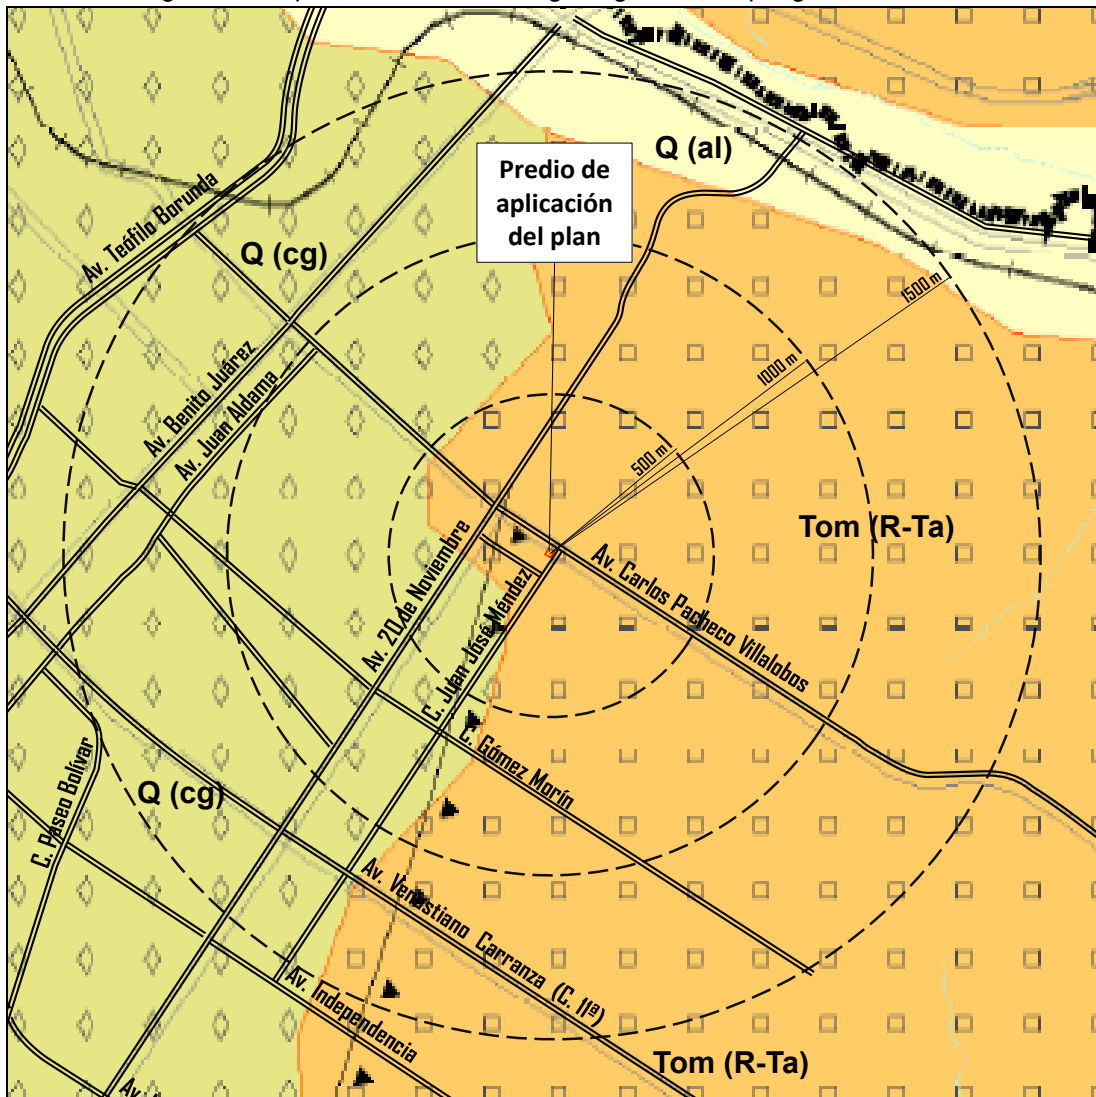 Q (al)
Predio de
aplicación
del plan
Av. Teófilo Borunda
Q (cg)
1500 m
1000 m
500 m
Av. Benito Juárez
Av. Juan Aldama
Tom (R-Ta)
Av. 20 de Noviembre
C. Juan José Méndez
Av. Carlos Pacheco Villalobos
C. Gómez Morín
C. Paseo Bolívar
Q (cg)
Av. Venustiano Carranza (C. 11ª)
Av. Independencia
Tom (R-Ta)
Av.